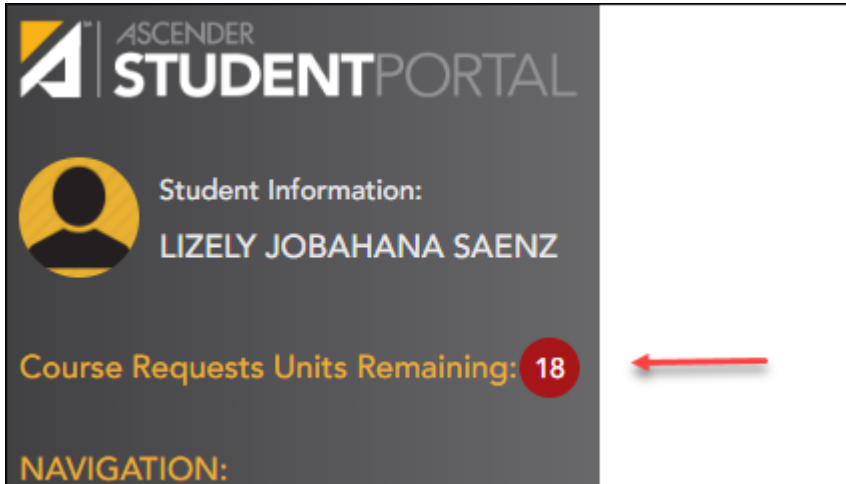 ASCENDER
STUDENTPORTAL
Student Information:
LIZELY JOBAHANA SAENZ
Course Requests Units Remaining: 18
NAVIGATION: